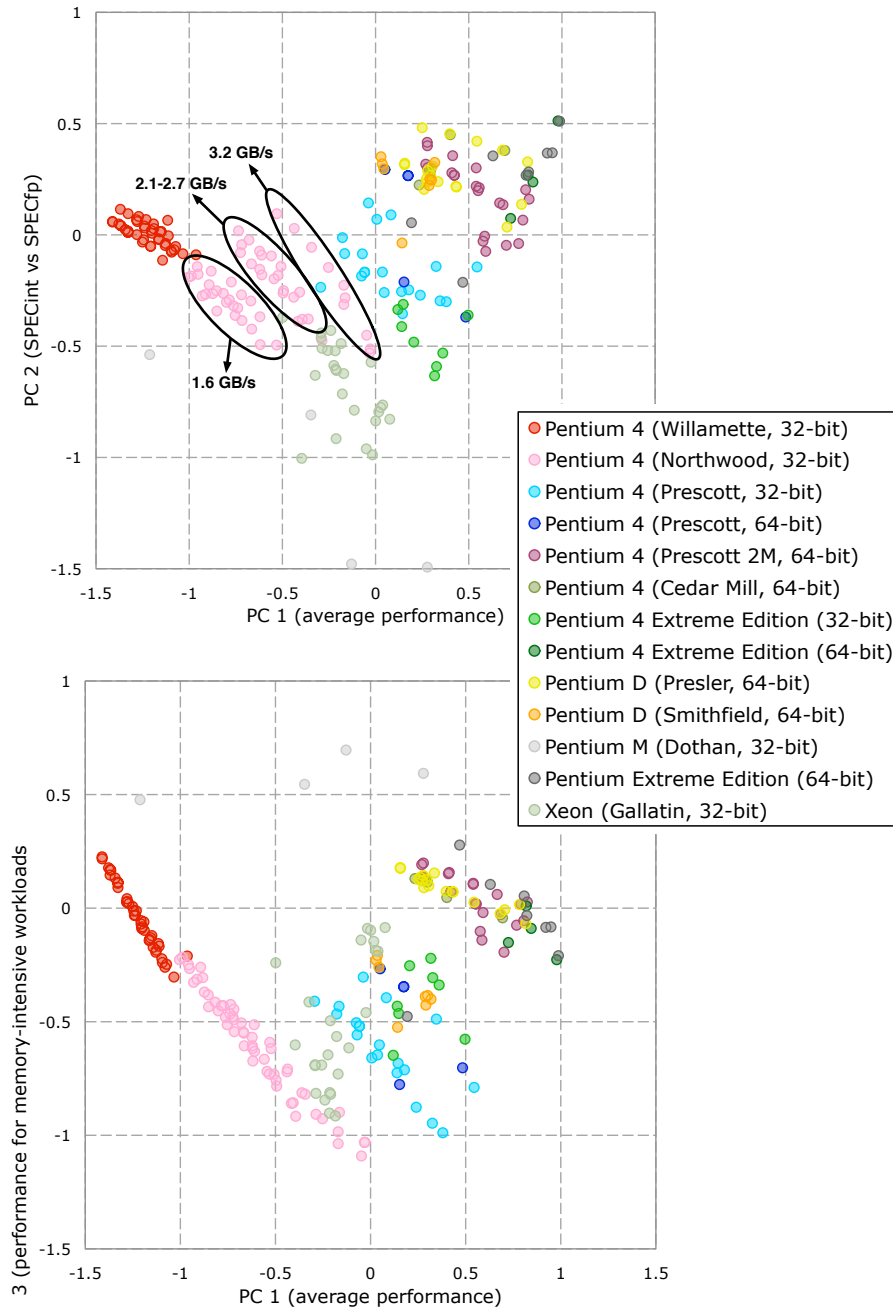 1
0.5
0
-0.5
-1
-1.5
PC 2 (SPECint vs SPECfp)
3.2 GB/s
2.1-2.7 GB/s
1.6 GB/s
-1.5
-1
-0.5
0
0.5
PC 1 (average performance)
Pentium 4 (Willamette, 32-bit)
Pentium 4 (Northwood, 32-bit)
Pentium 4 (Prescott, 32-bit)
Pentium 4 (Prescott, 64-bit)
Pentium 4 (Prescott 2M, 64-bit)
Pentium 4 (Cedar Mill, 64-bit)
Pentium 4 Extreme Edition (32-bit)
Pentium 4 Extreme Edition (64-bit)
Pentium D (Presler, 64-bit)
Pentium D (Smithfield, 64-bit)
Pentium M (Dothan, 32-bit)
Pentium Extreme Edition (64-bit)
Xeon (Gallatin, 32-bit)
1
0.5
0
-0.5
-1
-1.5
3 (performance for memory-intensive workloads
-1.5
-1
-0.5
0
0.5
1
1.5
PC 1 (average performance)